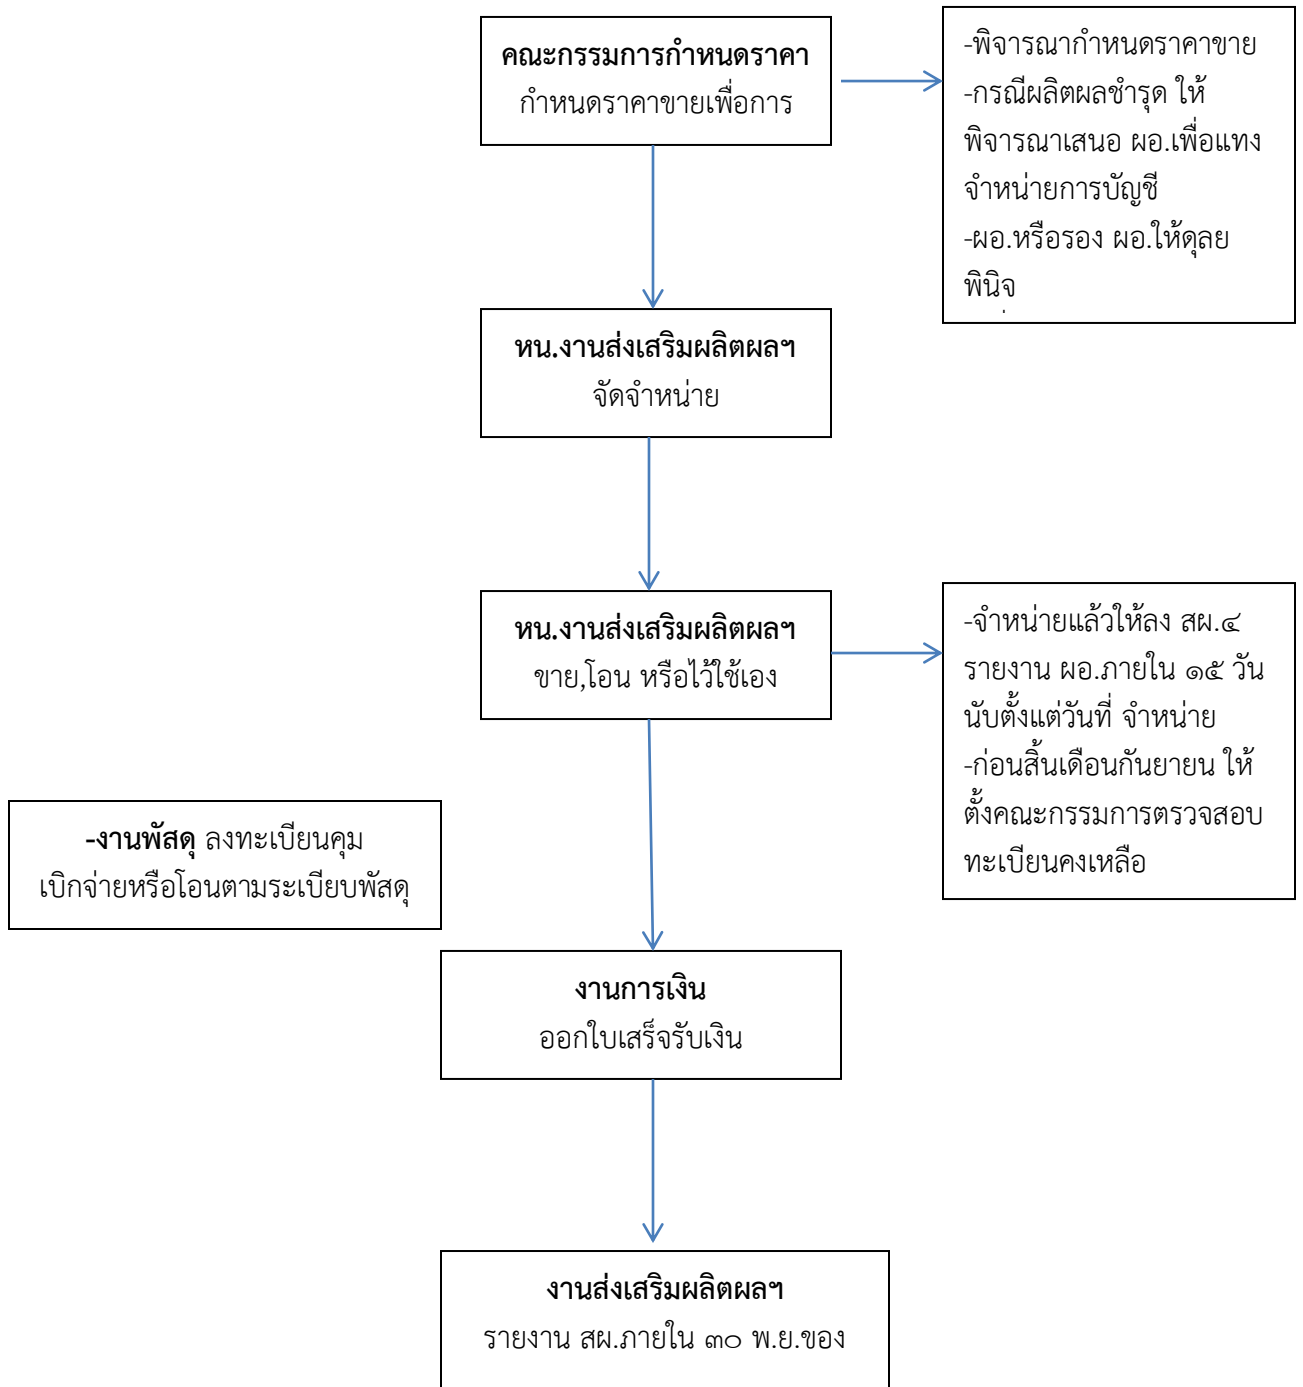 คณะกรรมการกำหนดราคา
กำหนดราคาขายเพื่อการ
-พิจารณากำหนดราคาขาย
-กรณีผลิตผลชำรุด ให้
พิจารณาเสนอ ผอ.เพื่อแทง
จำหน่ายการบัญชี
-ผอ.หรือรอง ผอ.ให้ดุลย
พินิจ
หน.งานส่งเสริมผลิตผลฯ
จัดจำหน่าย
หน.งานส่งเสริมผลิตผลฯ
ขาย,โอน หรือไว้ใช้เอง
-จำหน่ายแล้วให้ลง สผ.๔
รายงาน ผอ.ภายใน ๑๕ วัน
นับตั้งแต่วันที่ จำหน่าย
-ก่อนสิ้นเดือนกันยายน ให้
ตั้งคณะกรรมการตรวจสอบ
ทะเบียนคงเหลือ
-งานพัสดุ ลงทะเบียนคุม
เบิกจ่ายหรือโอนตามระเบียบพัสดุ
งานการเงิน
ออกใบเสร็จรับเงิน
งานส่งเสริมผลิตผลฯ
รายงาน สผ.ภายใน ๓๐ พ.ย.ของ